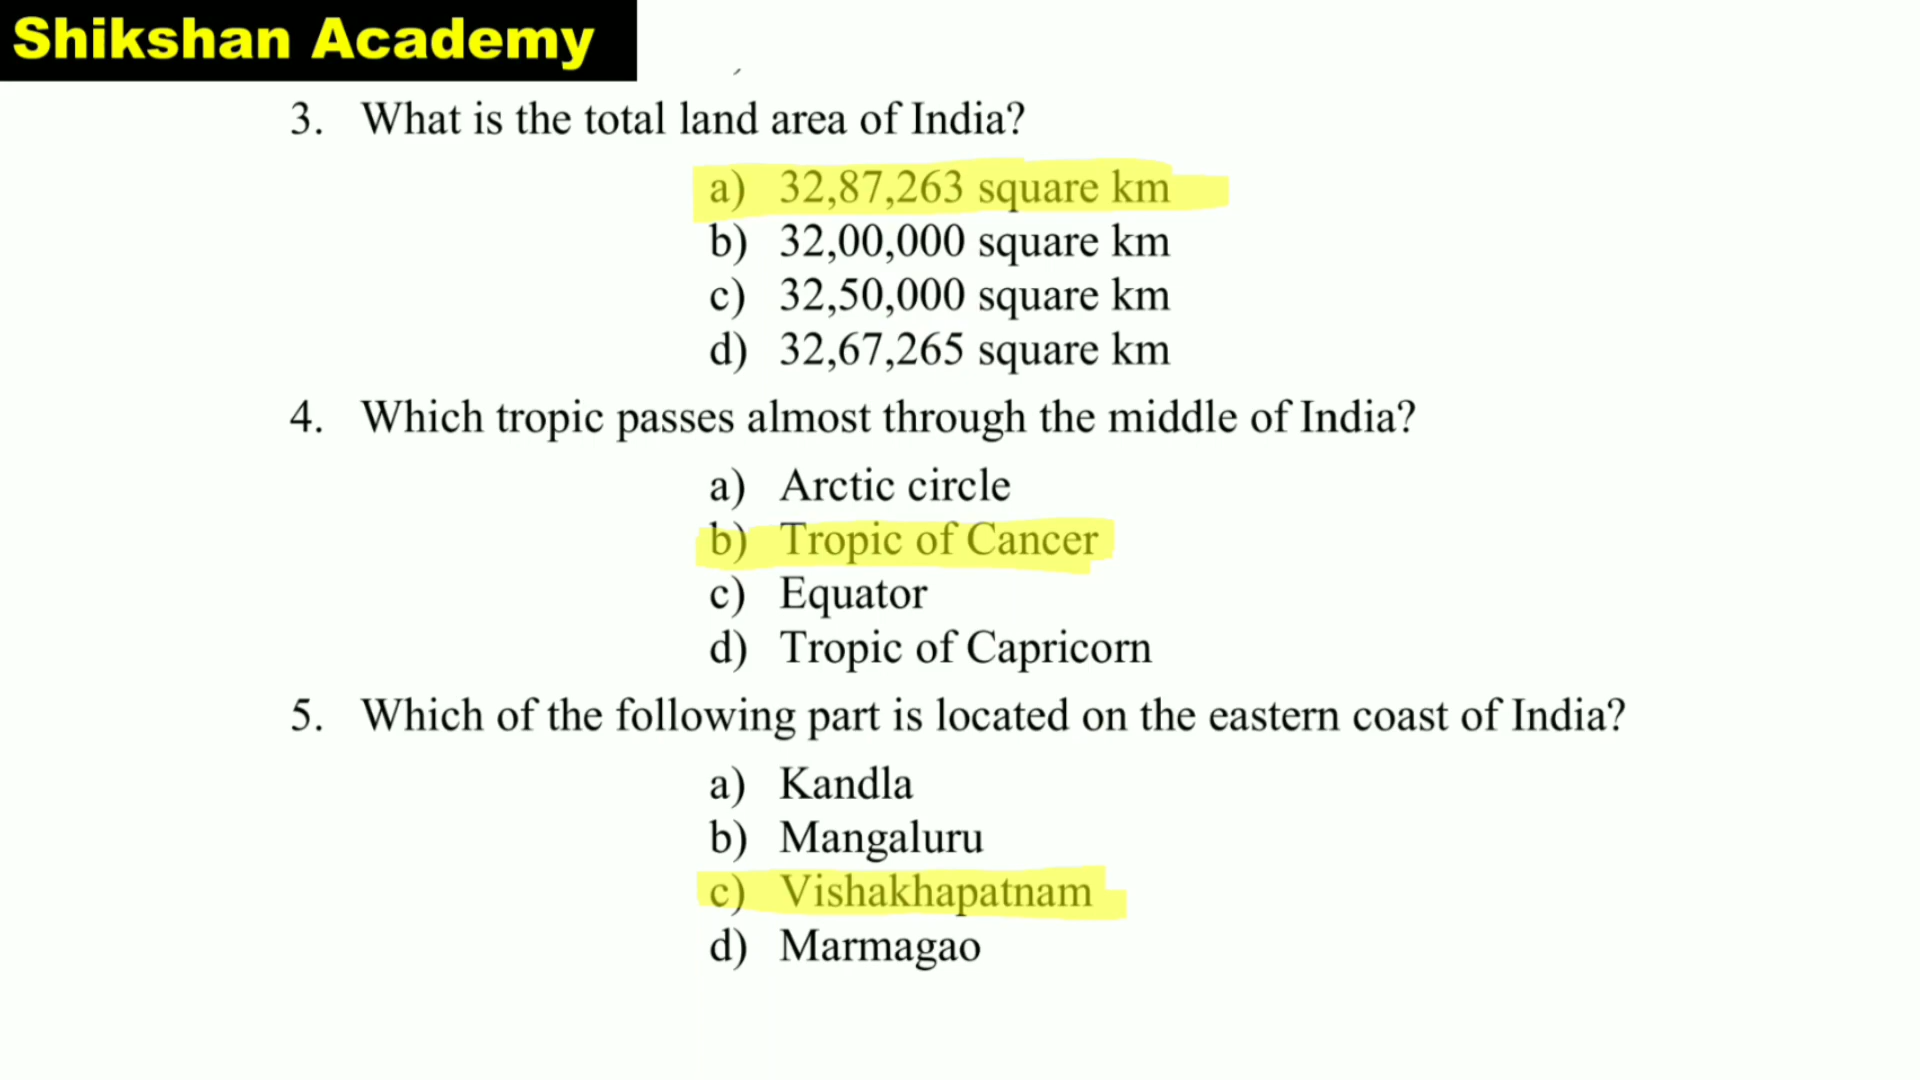 Shikshan Academy
3. What is the total land area of India?
a) 32,87,263 square km
b) 32,00,000 square km
c) 32,50,000 square km
d) 32,67,265 square km
4. Which tropic passes almost through the middle of India?
a) Arctic circle
b) Tropic of Cancer
c) Equator
d) Tropic of Capricorn
5. Which of the following part is located on the eastern coast of India?
a) Kandla
b) Mangaluru
c) Vishakhapatnam
d) Marmagao